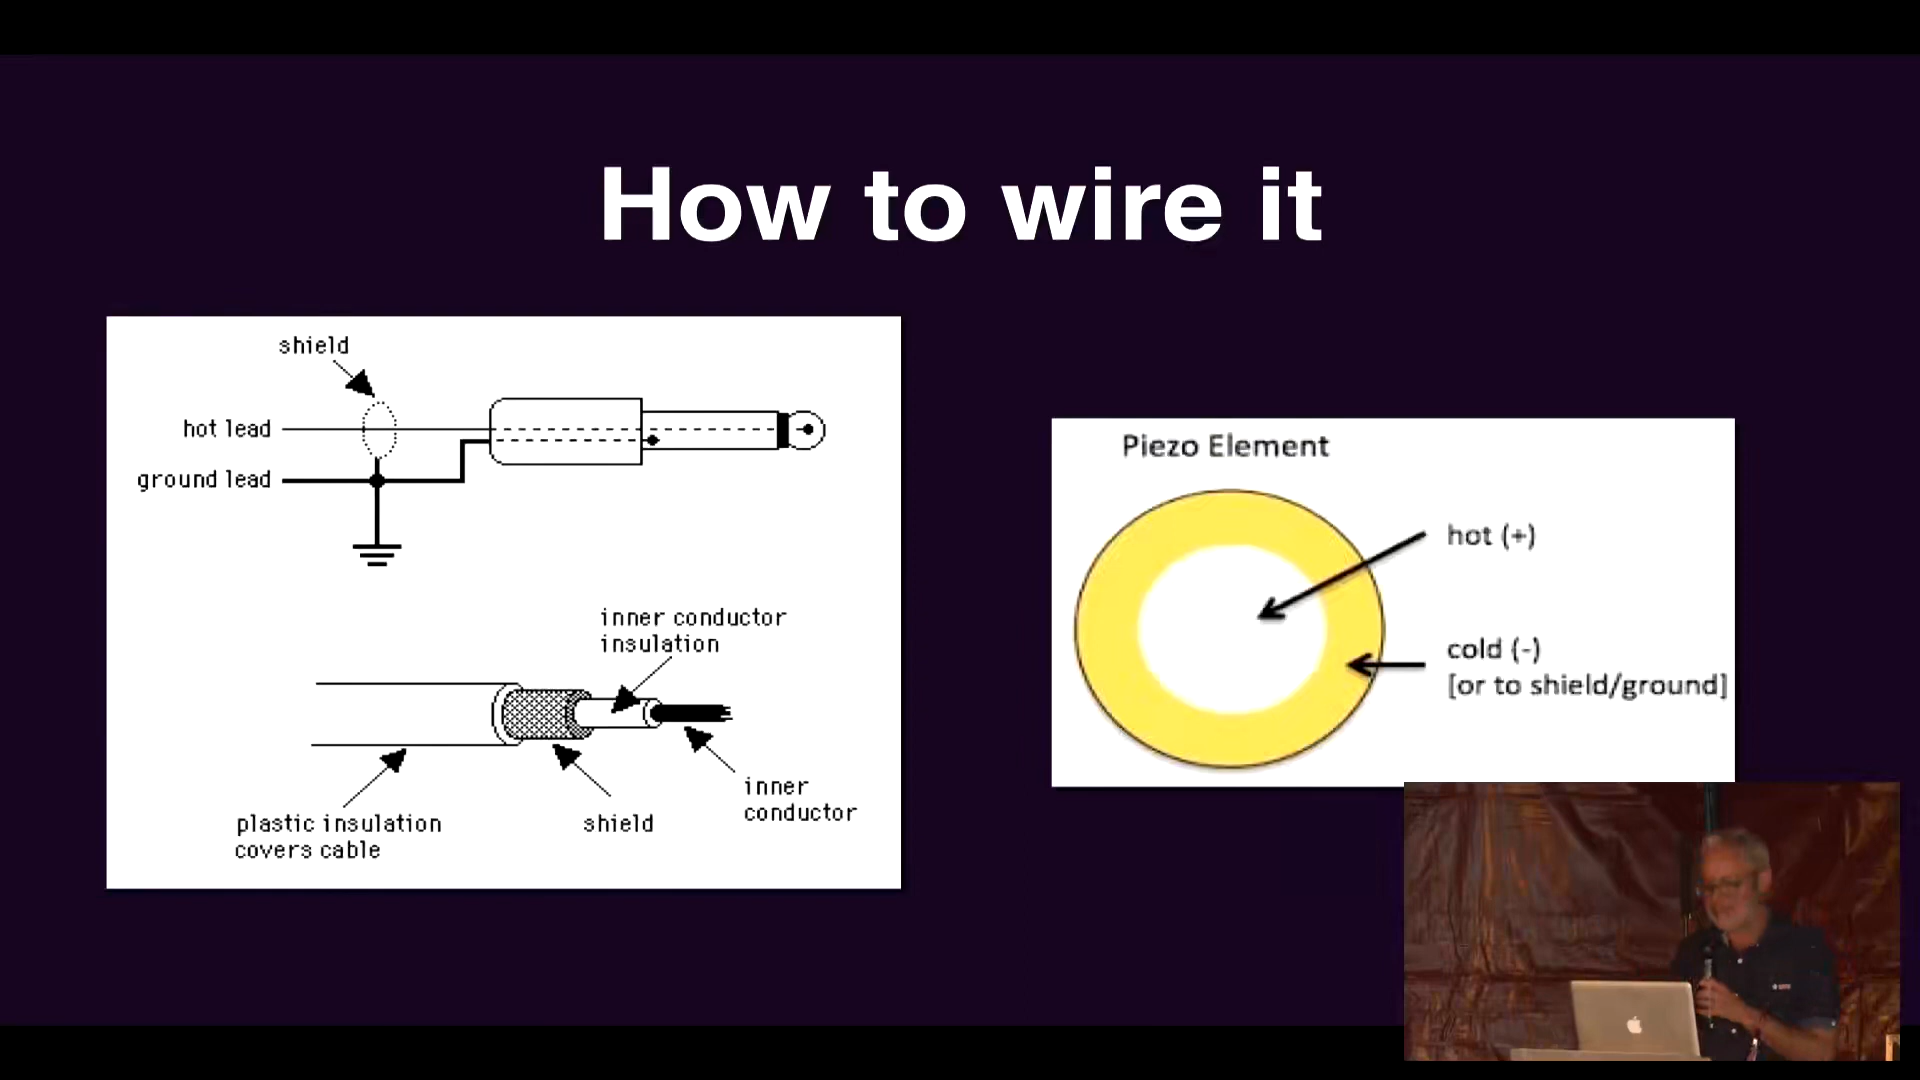 How to wire it
shield
hot lead
ground lead
inner conductor
insulation
inner
conductor
plastic insulation
covers cable
shield
Piezo Element
hot (+)
cold (-)
[or to shield/ground]